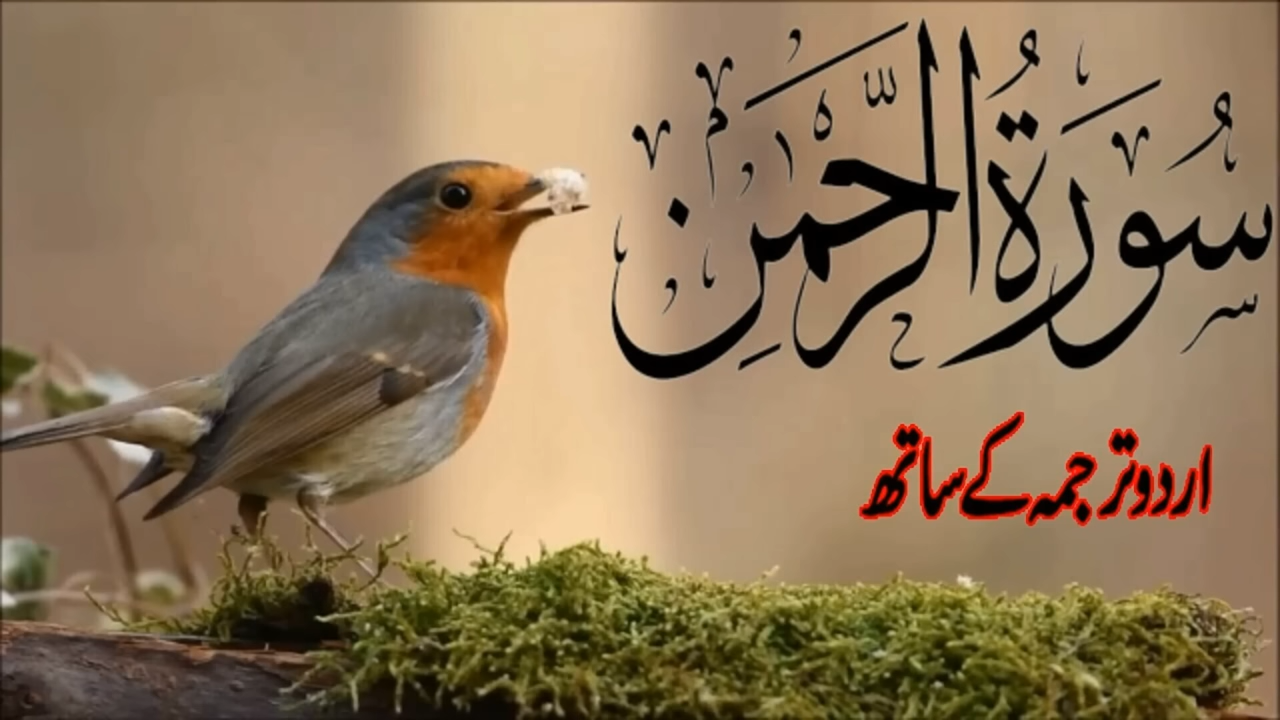 سُورَةُ الرَّحْمٰنِ
اردو ترجمہ کے ساتھ